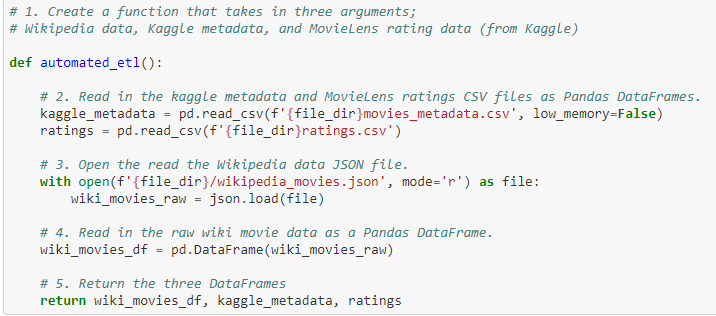 # 1. Create a function that takes in three arguments;
# Wikipedia data, Kaggle metadata, and MovieLens rating data (from Kaggle)

def automated_etl():

    # 2. Read in the kaggle metadata and MovieLens ratings CSV files as Pandas DataFrames.
    kaggle_metadata = pd.read_csv(f'{file_dir}movies_metadata.csv', low_memory=False)
    ratings = pd.read_csv(f'{file_dir}ratings.csv')

    # 3. Open the read the Wikipedia data JSON file.
    with open(f'{file_dir}/wikipedia_movies.json', mode='r') as file:
        wiki_movies_raw = json.load(file)

    # 4. Read in the raw wiki movie data as a Pandas DataFrame.
    wiki_movies_df = pd.DataFrame(wiki_movies_raw)

    # 5. Return the three DataFrames
    return wiki_movies_df, kaggle_metadata, ratings